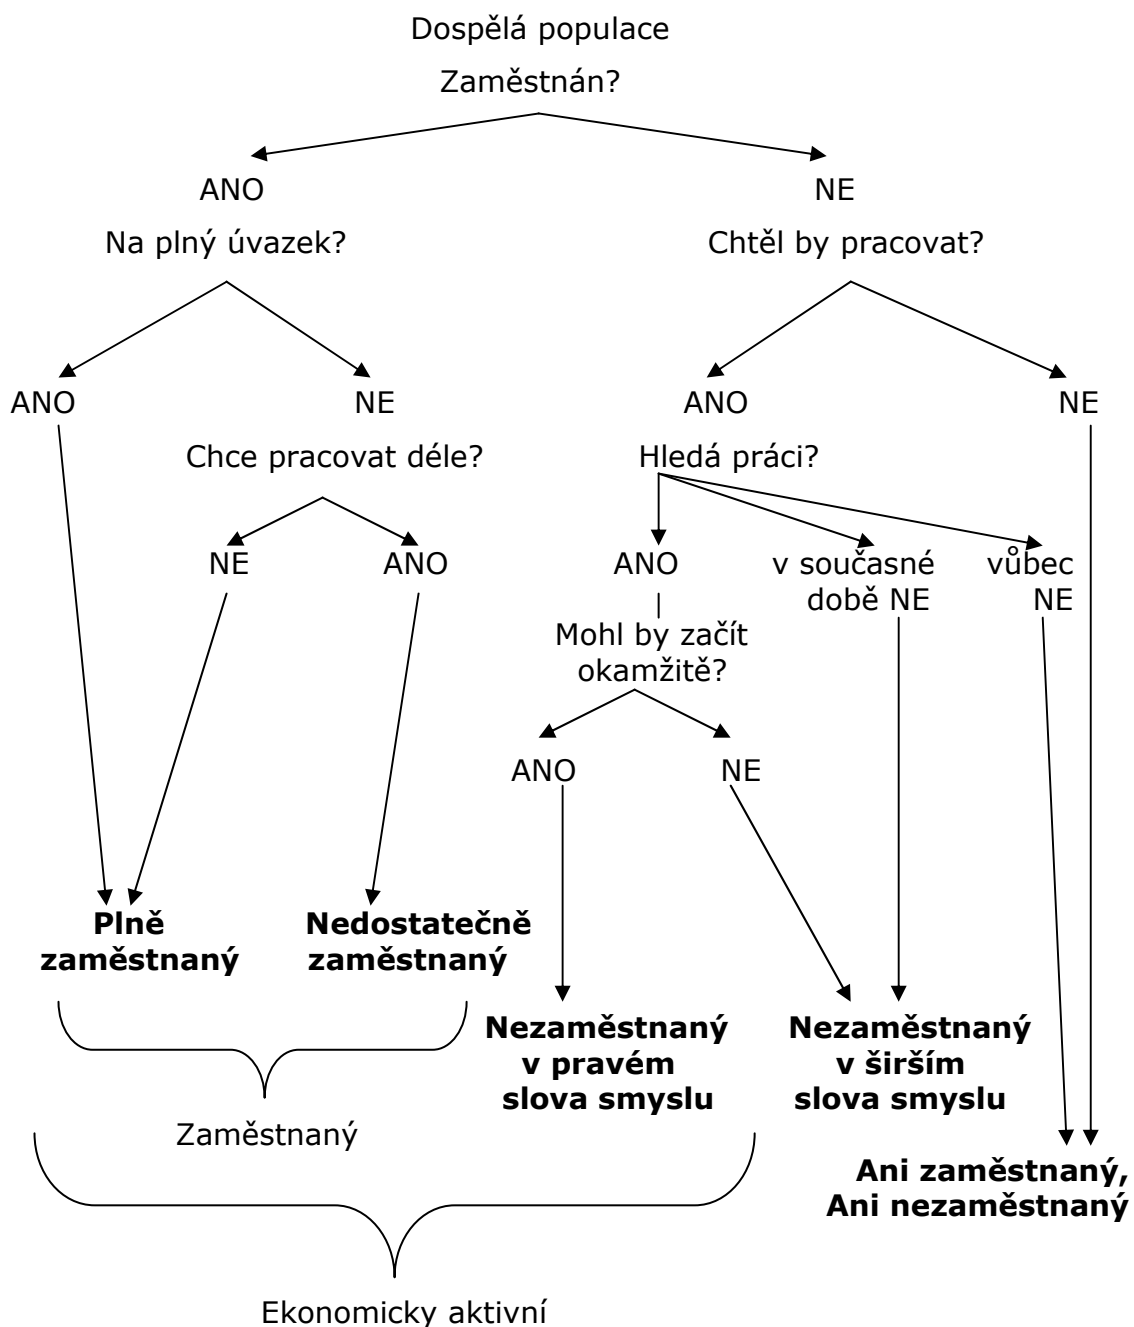 Dospělá populace
Zaměstnán?
ANO
NE
Na plný úvazek?
Chtěl by pracovat?
ANO
NE
ANO
NE
Chce pracovat déle?
Hledá práci?
NE
ANO
ANO
v současné
době NE
vůbec
NE
Mohl by začít
okamžitě?
ANO
NE
Plně
zaměstnaný
Nedostatečně
zaměstnaný
Nezaměstnaný
v pravém
slova smyslu
Nezaměstnaný
v širším
slova smyslu
Zaměstnaný
Ani zaměstnaný,
Ani nezaměstnaný
Ekonomicky aktivní